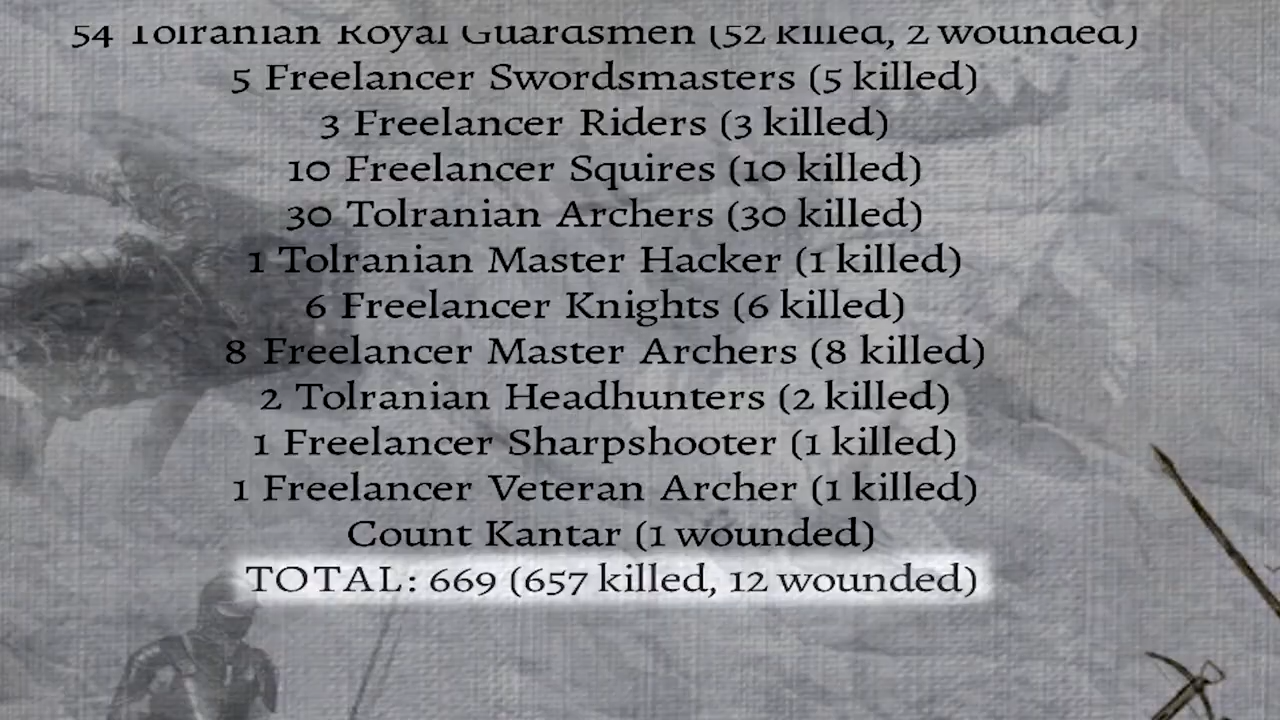 54 Tolranian Royal Guardsmen (52 killed, 2 wounded)
5 Freelancer Swordsmasters (5 killed)
3 Freelancer Riders (3 killed)
10 Freelancer Squires (10 killed)
30 Tolranian Archers (30 killed)
1 Tolranian Master Hacker (1 killed)
6 Freelancer Knights (6 killed)
8 Freelancer Master Archers (8 killed)
2 Tolranian Headhunters (2 killed)
1 Freelancer Sharpshooter (1 killed)
1 Freelancer Veteran Archer (1 killed)
Count Kantar (1 wounded)
TOTAL: 669 (657 killed, 12 wounded)